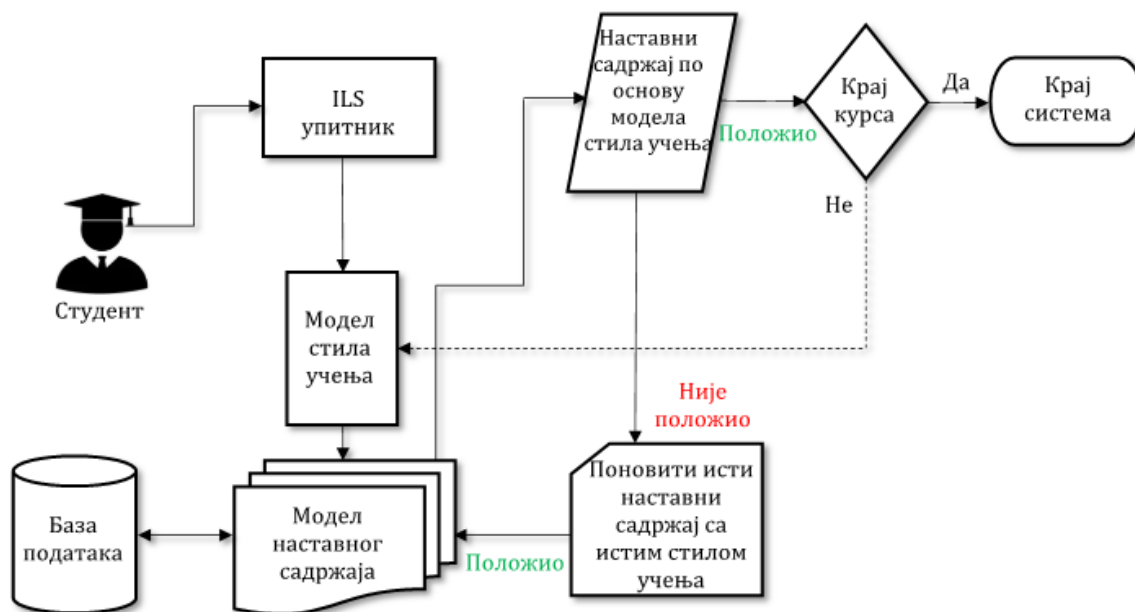 ILS
упитник
Студент
Модел
стила
учења
База
података
Модел
наставног
садржаја
Наставни
садржај по
основу
модела
стила учења
Положио
Крај
курса
Да
Крај
система
Не
Није
положио
Поновити исти
наставни
садржај са
истим стилом
учења
Положио